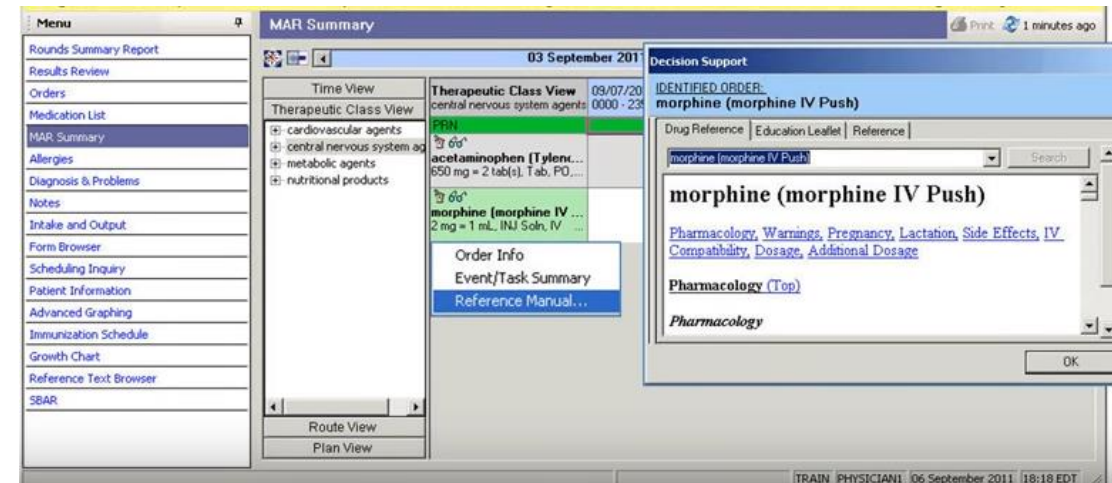 Menu
Rounds Summary Report
Results Review
Orders
Medication List
MAR Summary
Allergies
Diagnosis & Problems
Notes
Intake and Output
Form Browser
Scheduling Inquiry
Patient Information
Advanced Graphing
Immunization Schedule
Growth Chart
Reference Text Browser
SBAR
MAR Summary
Print 1 minutes ago
03 September 2011
Time View
Therapeutic Class View
cardiovascular agents
central nervous system ag
metabolic agents
nutritional products
Route View
Plan View
Therapeutic Class View
central nervous system agents
09/07/20
0000 - 235
PRN
acetaminophen (Tylenc...
650 mg = 2 tab(s), Tab, PO,...
morphine (morphine IV ...
2 mg = 1 mL, INJ Soln, IV ...
Order Info
Event/Task Summary
Reference Manual...
Decision Support
IDENTIFIED ORDER:
morphine (morphine IV Push)
Drug Reference Education Leaflet Reference
morphine (morphine IV Push) Search
morphine (morphine IV Push)
Pharmacology, Warnings, Pregnancy, Lactation, Side Effects, IV
Compatibility, Dosage, Additional Dosage
Pharmacology (Top)
Pharmacology
OK
TRAIN PHYSICIAN1 06 September 2011 18:18 EDT